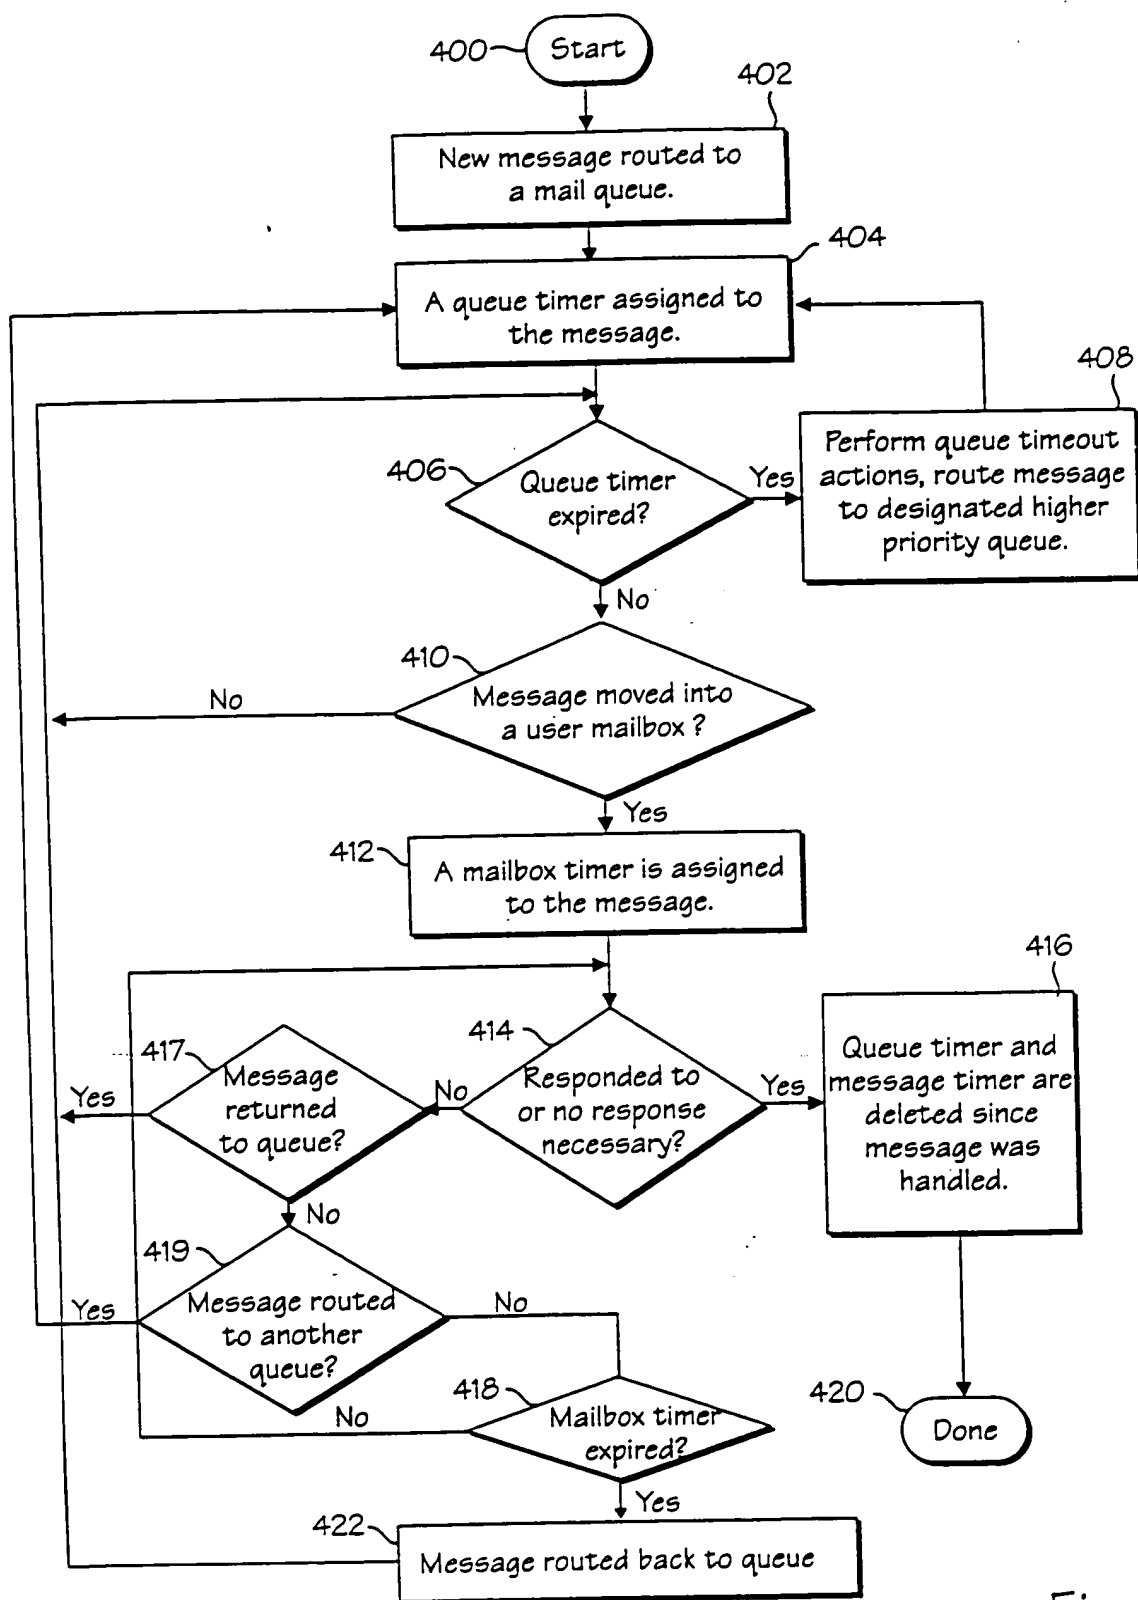 400
Start
402
New message routed to
a mail queue.
404
A queue timer assigned to
the message.
408
Perform queue timeout
actions, route message
to designated higher
priority queue.
406
Queue timer
expired?
Yes
No
410
Message moved into
a user mailbox ?
No
Yes
412
A mailbox timer is assigned
to the message.
416
Queue timer and
message timer are
deleted since
message was
handled.
414
Responded to
or no response
necessary?
Yes
No
417
Message
returned
to queue?
Yes
No
419
Message routed
to another
queue?
Yes
No
418
Mailbox timer
expired?
No
Yes
420
Done
422
Message routed back to queue